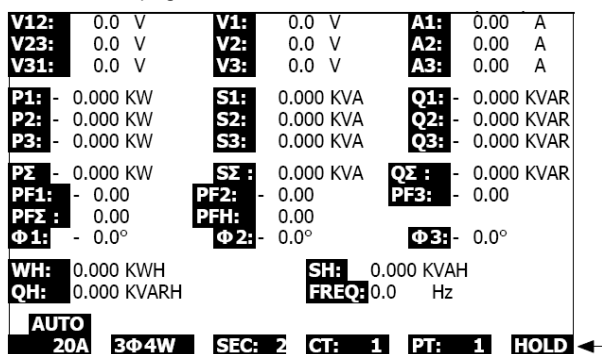 V12: 0.0 V V1: 0.0 V A1: 0.00 A
V23: 0.0 V V2: 0.0 V A2: 0.00 A
V31: 0.0 V V3: 0.0 V A3: 0.00 A
P1: - 0.000 KW S1: 0.000 KVA Q1: - 0.000 KVAR
P2: - 0.000 KW S2: 0.000 KVA Q2: - 0.000 KVAR
P3: - 0.000 KW S3: 0.000 KVA Q3: - 0.000 KVAR
PΣ - 0.000 KW SΣ : 0.000 KVA QΣ : - 0.000 KVAR
PF1: - 0.00 PF2: - 0.00 PF3: - 0.00
PFΣ : 0.00 PFH: 0.00
Φ1: - 0.0° Φ2: - 0.0° Φ3: - 0.0°
WH: 0.000 KWH SH: 0.000 KVAH
QH: 0.000 KVARH FREQ: 0.0 Hz
AUTO
20A 3Φ4W SEC: 2 CT: 1 PT: 1 HOLD